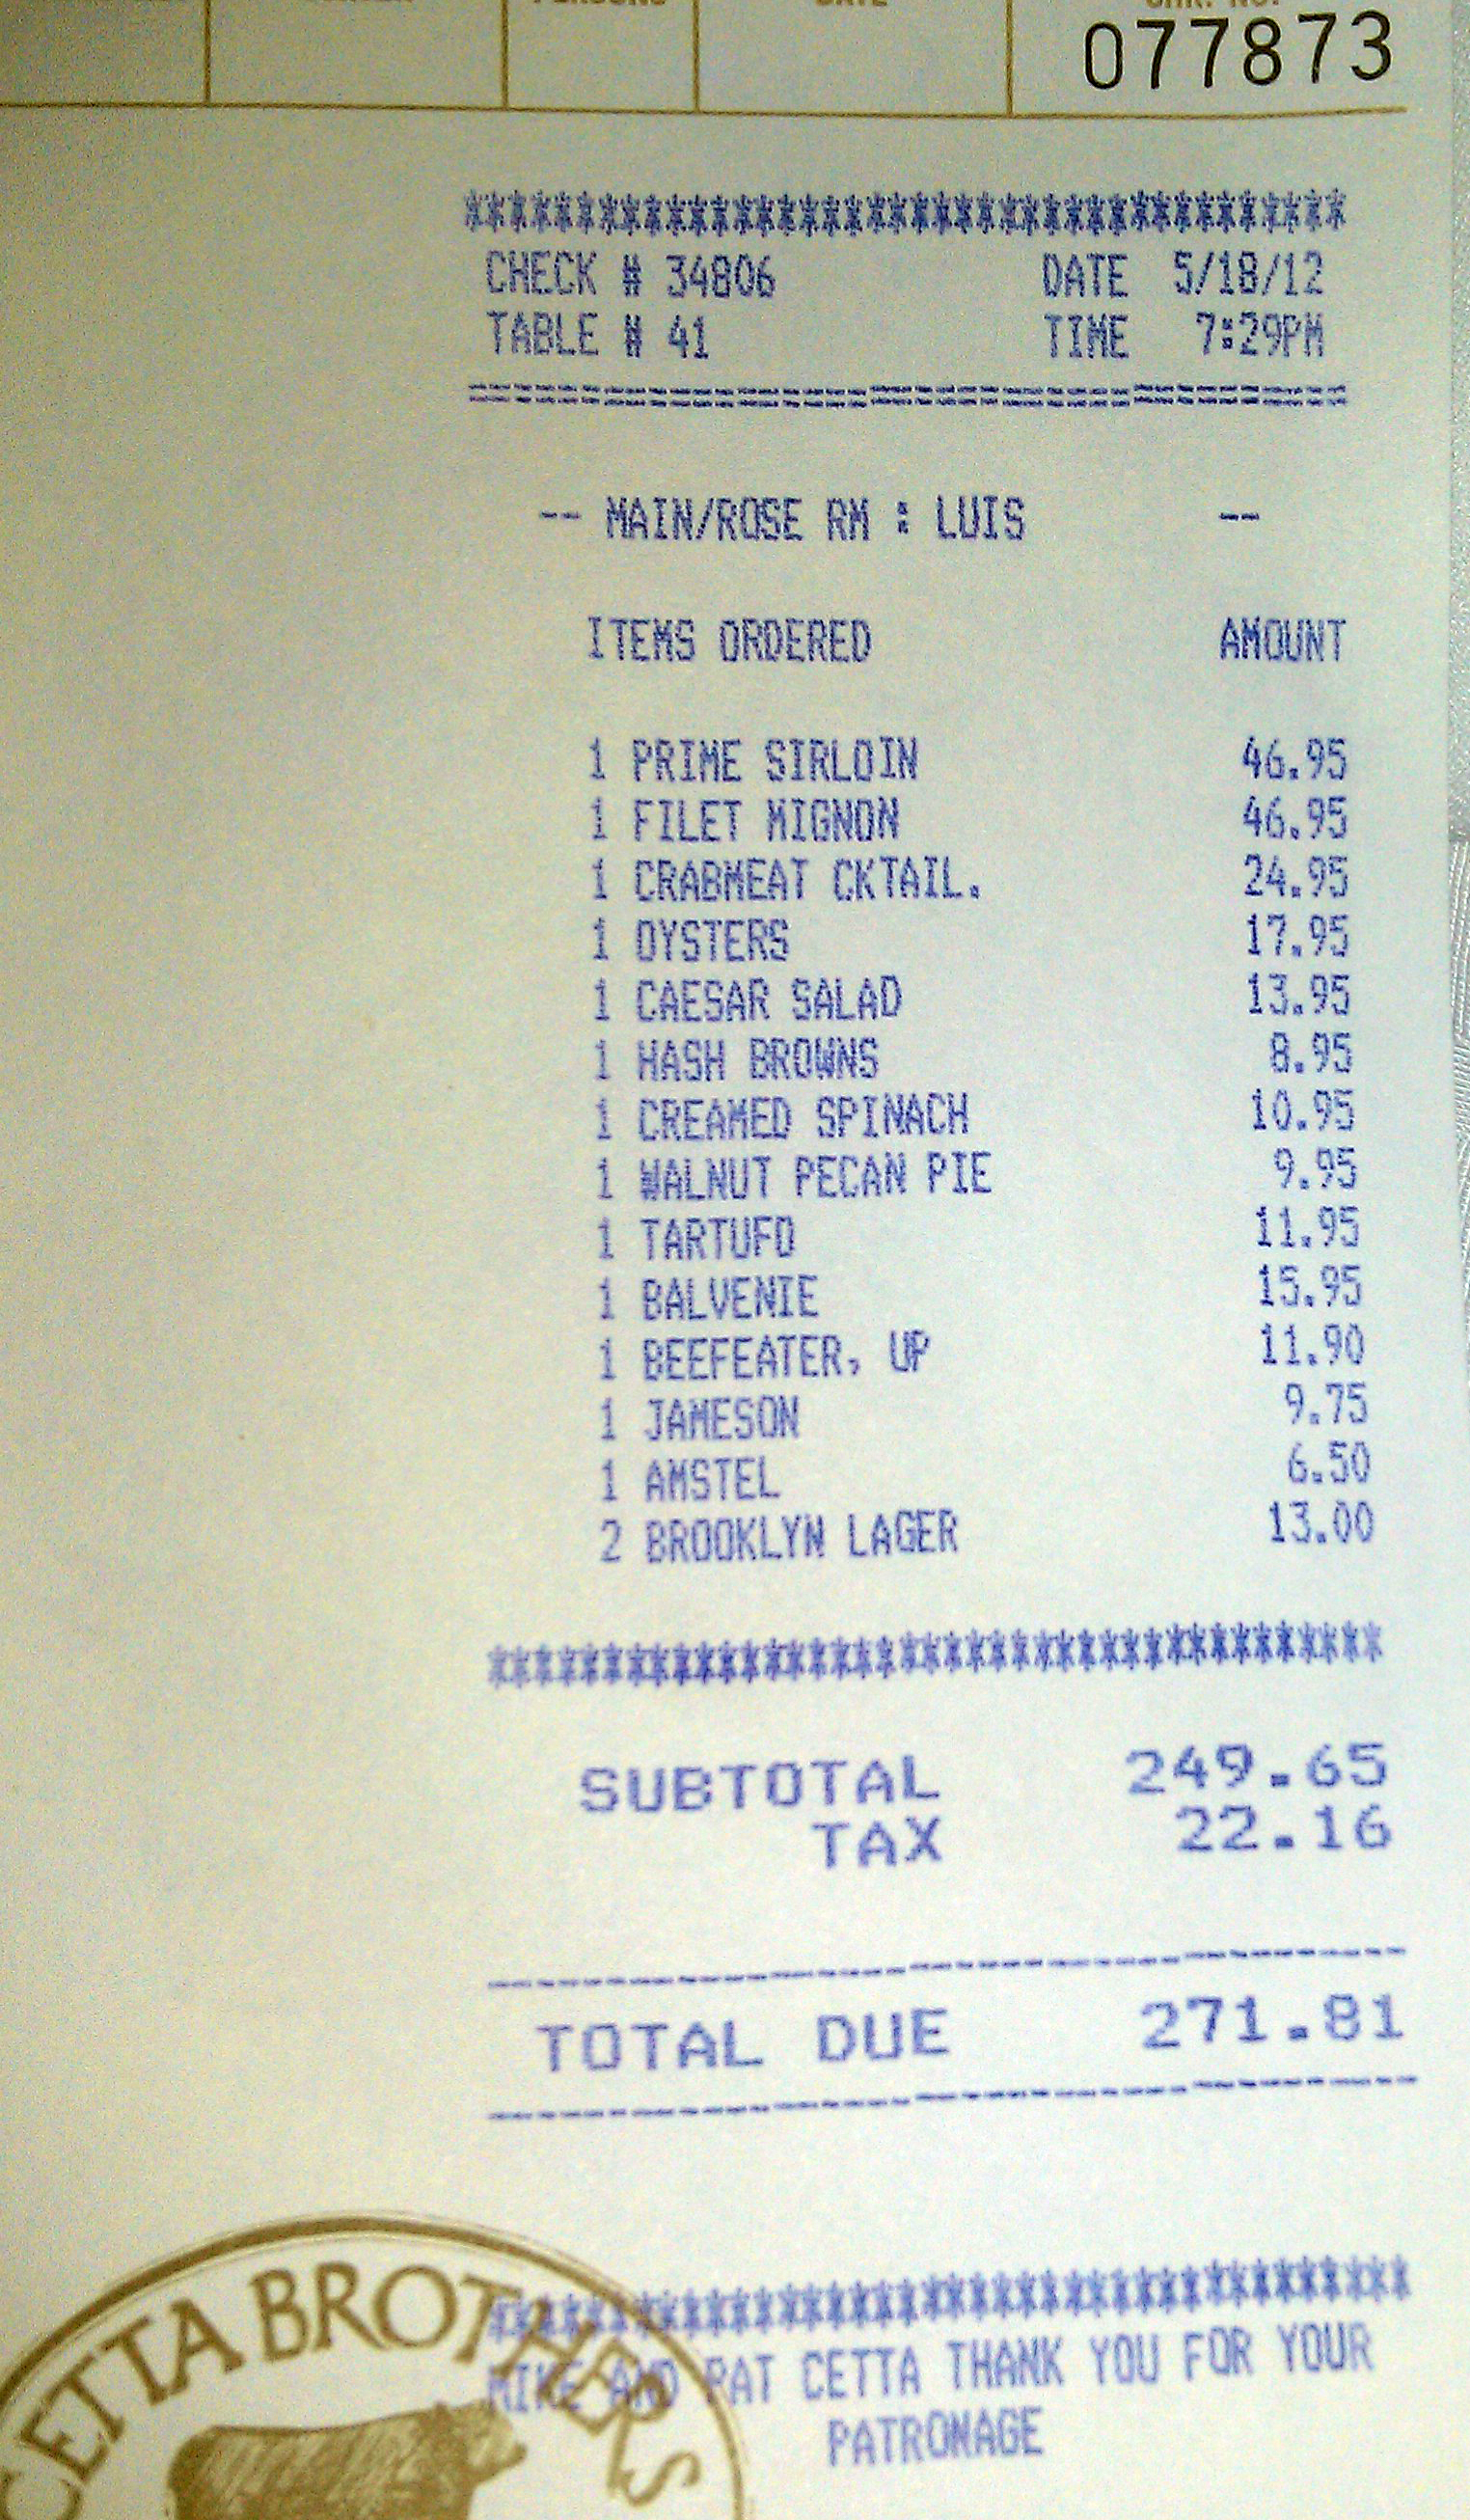 077873
**************************************
CHECK # 34806 DATE 5/18/12
TABLE # 41 TIME 7:29PM
=======================================
-- MAIN/ROSE RM : LUIS --
ITEMS ORDERED AMOUNT
1 PRIME SIRLOIN 46.95
1 FILET MIGNON 46.95
1 CRABMEAT CKTAIL. 24.95
1 OYSTERS 17.95
1 CAESAR SALAD 13.95
1 HASH BROWNS 8.95
1 CREAMED SPINACH 10.95
1 WALNUT PECAN PIE 9.95
1 TARTUFO 11.95
1 BALVENIE 15.95
1 BEEFEATER, UP 11.90
1 JAMESON 9.75
1 AMSTEL 6.50
2 BROOKLYN LAGER 13.00
***************************************
SUBTOTAL 249.65
TAX 22.16
---------------------------------------
TOTAL DUE 271.81
---------------------------------------
****************************************
MIKE AND PAT CETTA THANK YOU FOR YOUR
PATRONAGE
CETTA BROTHERS